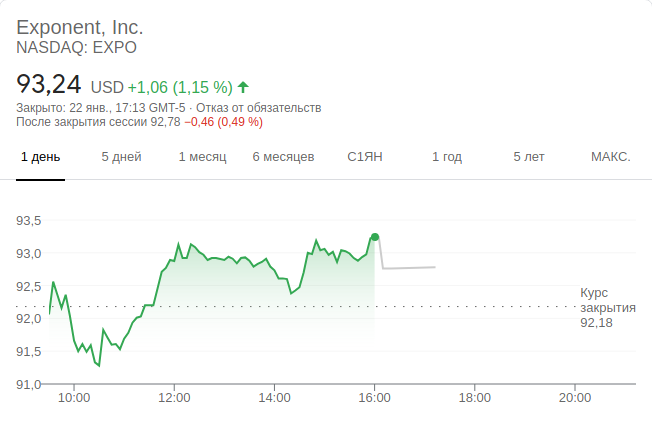 Exponent, Inc.
NASDAQ: EXPO
93,24 USD +1,06 (1,15 %)
Закрыто: 22 янв., 17:13 GMT-5 · Отказ от обязательств
После закрытия сессии 92,78 −0,46 (0,49 %)
1 день 5 дней 1 месяц 6 месяцев С1ЯН 1 год 5 лет МАКС.
93,5
93,0
92,5
Курс
закрытия
92,18
92,0
91,5
91,0
10:00 12:00 14:00 16:00 18:00 20:00